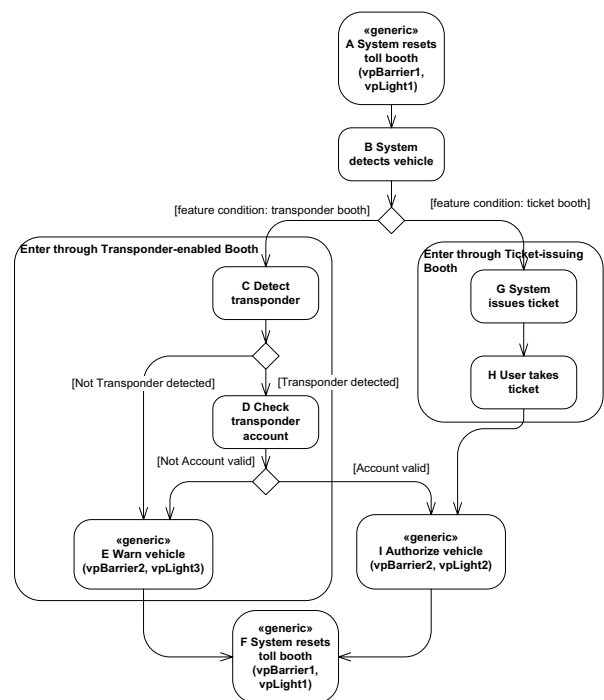 «generic»
A System resets
toll booth
(vpBarrier1,
vpLight1)
B System
detects vehicle
[feature condition: transponder booth]
[feature condition: ticket booth]
Enter through Transponder-enabled Booth
Enter through Ticket-issuing
Booth
C Detect
transponder
G System
issues ticket
[Not Transponder detected]
[Transponder detected]
H User takes
ticket
D Check
transponder
account
[Not Account valid]
[Account valid]
«generic»
E Warn vehicle
(vpBarrier2, vpLight3)
«generic»
I Authorize vehicle
(vpBarrier2, vpLight2)
«generic»
F System resets
toll booth
(vpBarrier1,
vpLight1)